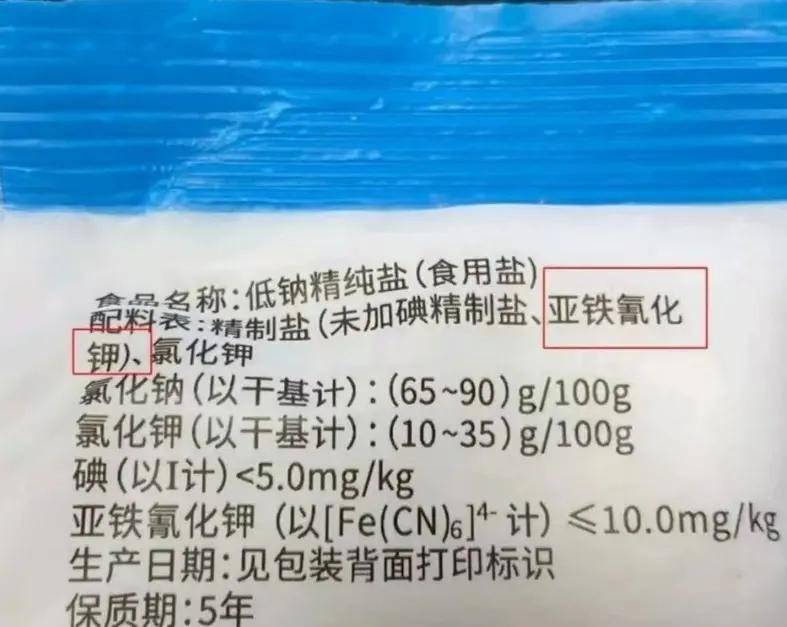 食品名称:低钠精纯盐(食用盐)
配料表:精制盐(未加碘精制盐、亚铁氰化
钾)、氯化钾
氯化钠(以干基计):(65~90)g/100g
氯化钾(以干基计):(10~35)g/100g
碘(以I计)<5.0mg/kg
亚铁氰化钾(以[Fe(CN)₆]⁴⁻计)≤10.0mg/kg
生产日期:见包装背面打印标识
保质期:5年